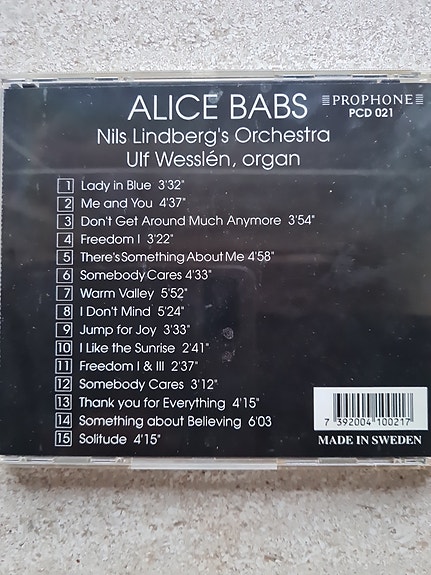 ALICE BABS
PROPHONE
PCD 021
Nils Lindberg's Orchestra
Ulf Wesslén, organ
1 Lady in Blue 3'32"
2 Me and You 4'37"
3 Don't Get Around Much Anymore 3'54"
4 Freedom I 3'22"
5 There'sSomething About Me 4'58"
6 Somebody Cares 4'33"
7 Warm Valley 5'52"
8 I Don't Mind 5'24"
9 Jump for Joy 3'33"
10 I Like the Sunrise 2'41"
11 Freedom I & III 2'37"
12 Somebody Cares 3'12"
13 Thank you for Everything 4'15"
14 Something about Believing 6'03
15 Solitude 4'15"
7 392004 100217
MADE IN SWEDEN